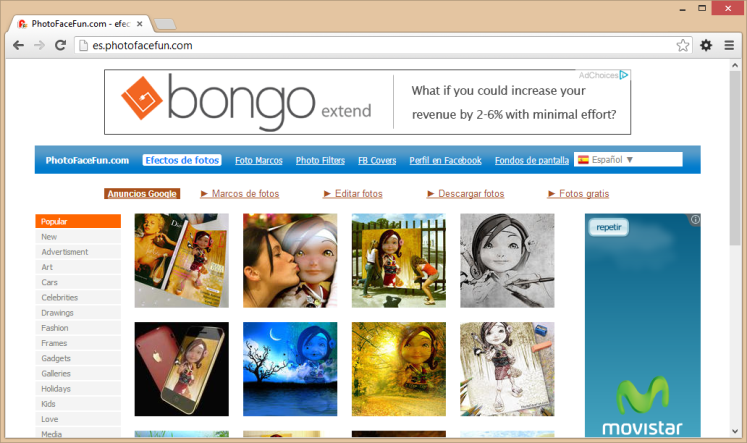 PhotoFaceFun.com - efec
es.photofacefun.com
AdChoices
bongo extend
What if you could increase your
revenue by 2-6% with minimal effort?
PhotoFaceFun.com Efectos de fotos Foto Marcos Photo Filters FB Covers Perfil en Facebook Fondos de pantalla Español ▼
Anuncios Google ► Marcos de fotos ► Editar fotos ► Descargar fotos ► Fotos gratis
Popular
New
Advertisment
Art
Cars
Celebrities
Drawings
Fashion
Frames
Gadgets
Galleries
Holidays
Kids
Love
Media
repetir
movistar